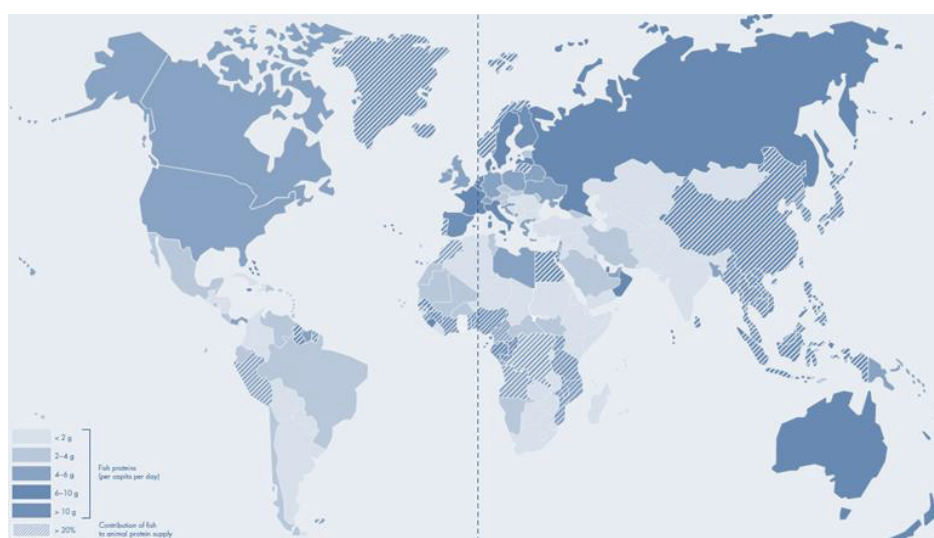 < 2 g
2–4 g
4–6 g
6–10 g
> 10 g
Fish proteins
(per capita per day)
> 20%
Contribution of fish
to animal protein supply